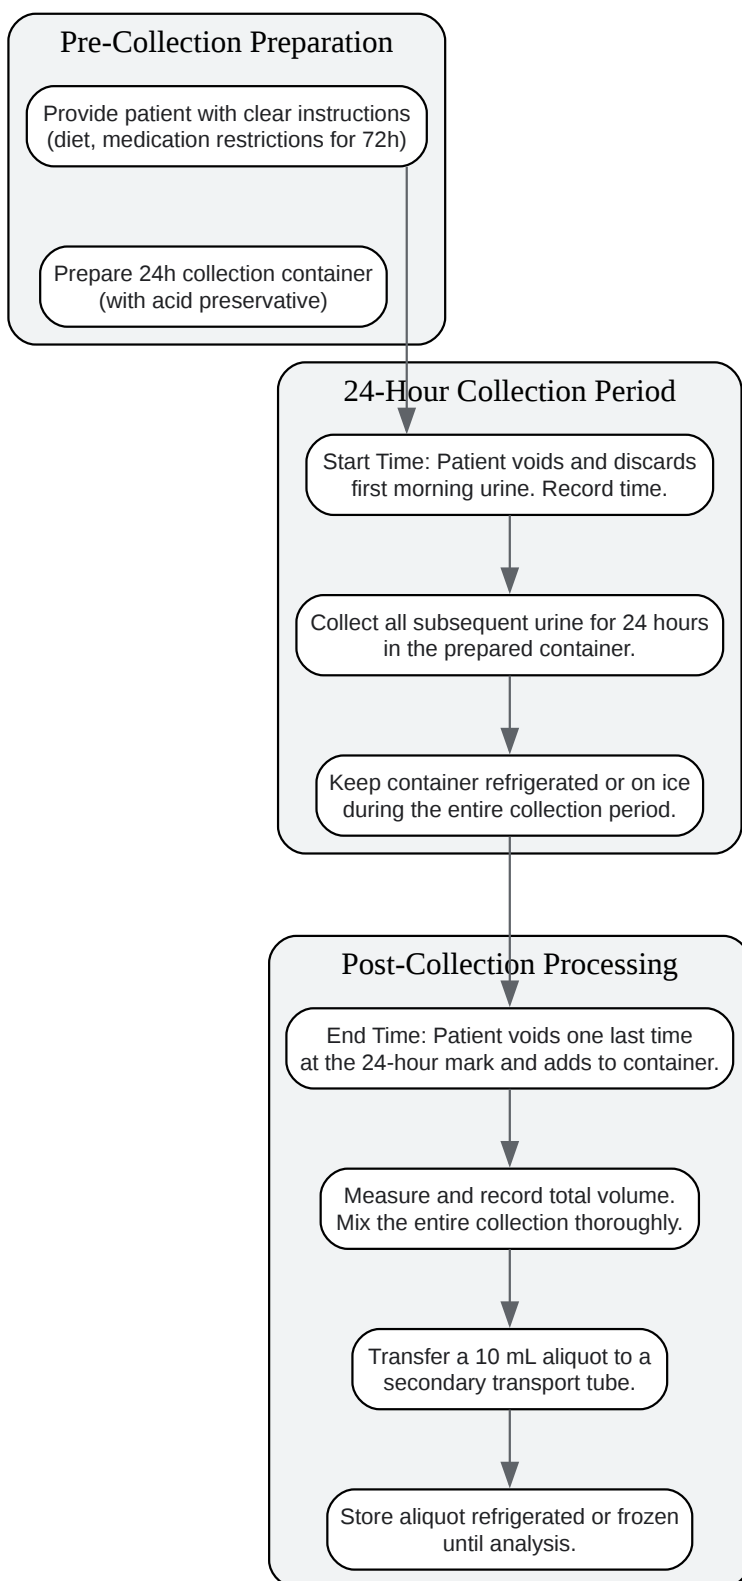 Pre-Collection Preparation
Provide patient with clear instructions
(diet, medication restrictions for 72h)
Prepare 24h collection container
(with acid preservative)
24-Hour Collection Period
Start Time: Patient voids and discards
first morning urine. Record time.
Collect all subsequent urine for 24 hours
in the prepared container.
Keep container refrigerated or on ice
during the entire collection period.
Post-Collection Processing
End Time: Patient voids one last time
at the 24-hour mark and adds to container.
Measure and record total volume.
Mix the entire collection thoroughly.
Transfer a 10 mL aliquot to a
secondary transport tube.
Store aliquot refrigerated or frozen
until analysis.